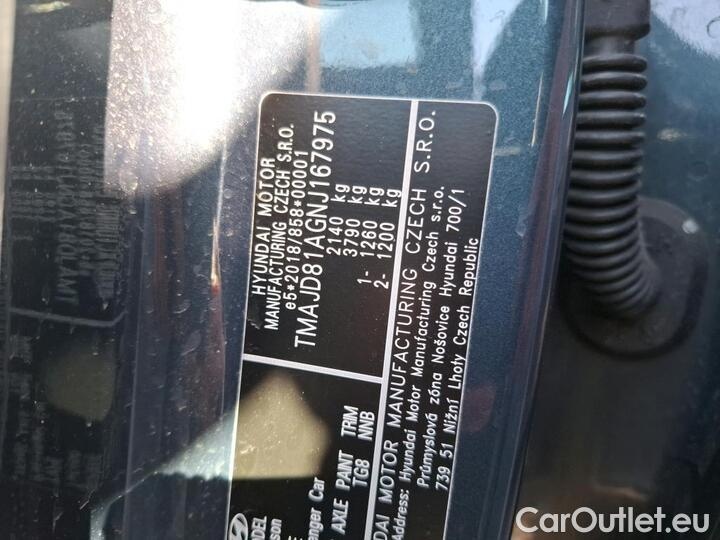 HYUNDAI MOTOR
MANUFACTURING CZECH S.R.O.
e5*2018/858*00001
TMAJD81AGNJ167975
2140 kg
3790 kg
1- 1260 kg
2- 1200 kg
AXLE PAINT TRIM
TG8 NNB
MOTOR MANUFACTURING CZECH S.R.O.
Address: Hyundai Motor Manufacturing Czech s.r.o.
Průmyslová zóna Nošovice Hyundai 700/1
739 51 Nižní Lhoty Czech Republic
Car
CarOutlet.eu